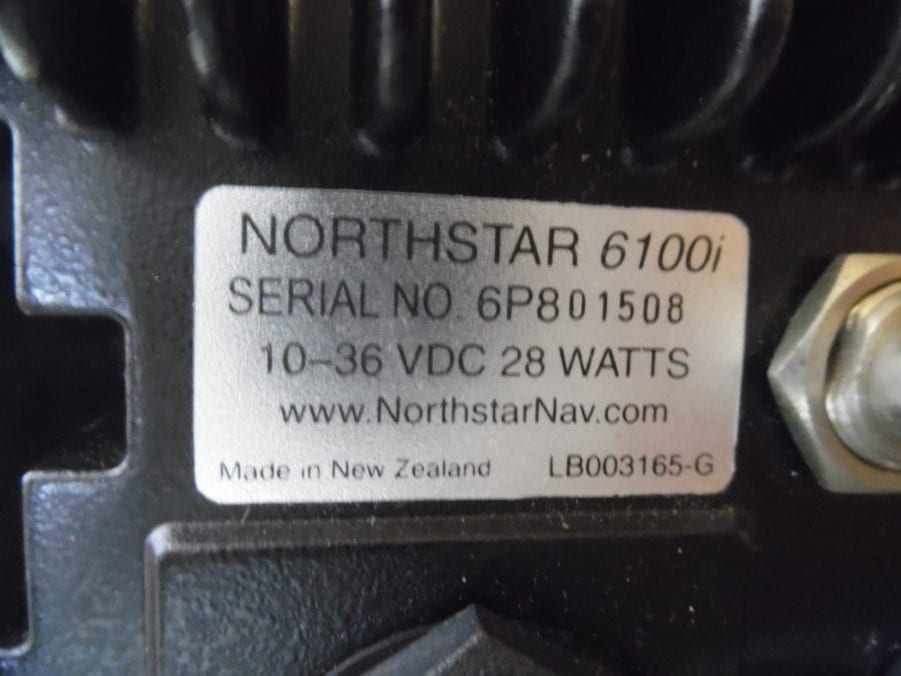 NORTHSTAR 6100i
SERIAL NO. 6P801508
10-36 VDC 28 WATTS
www.NorthstarNav.com
Made in New Zealand LB003165-G